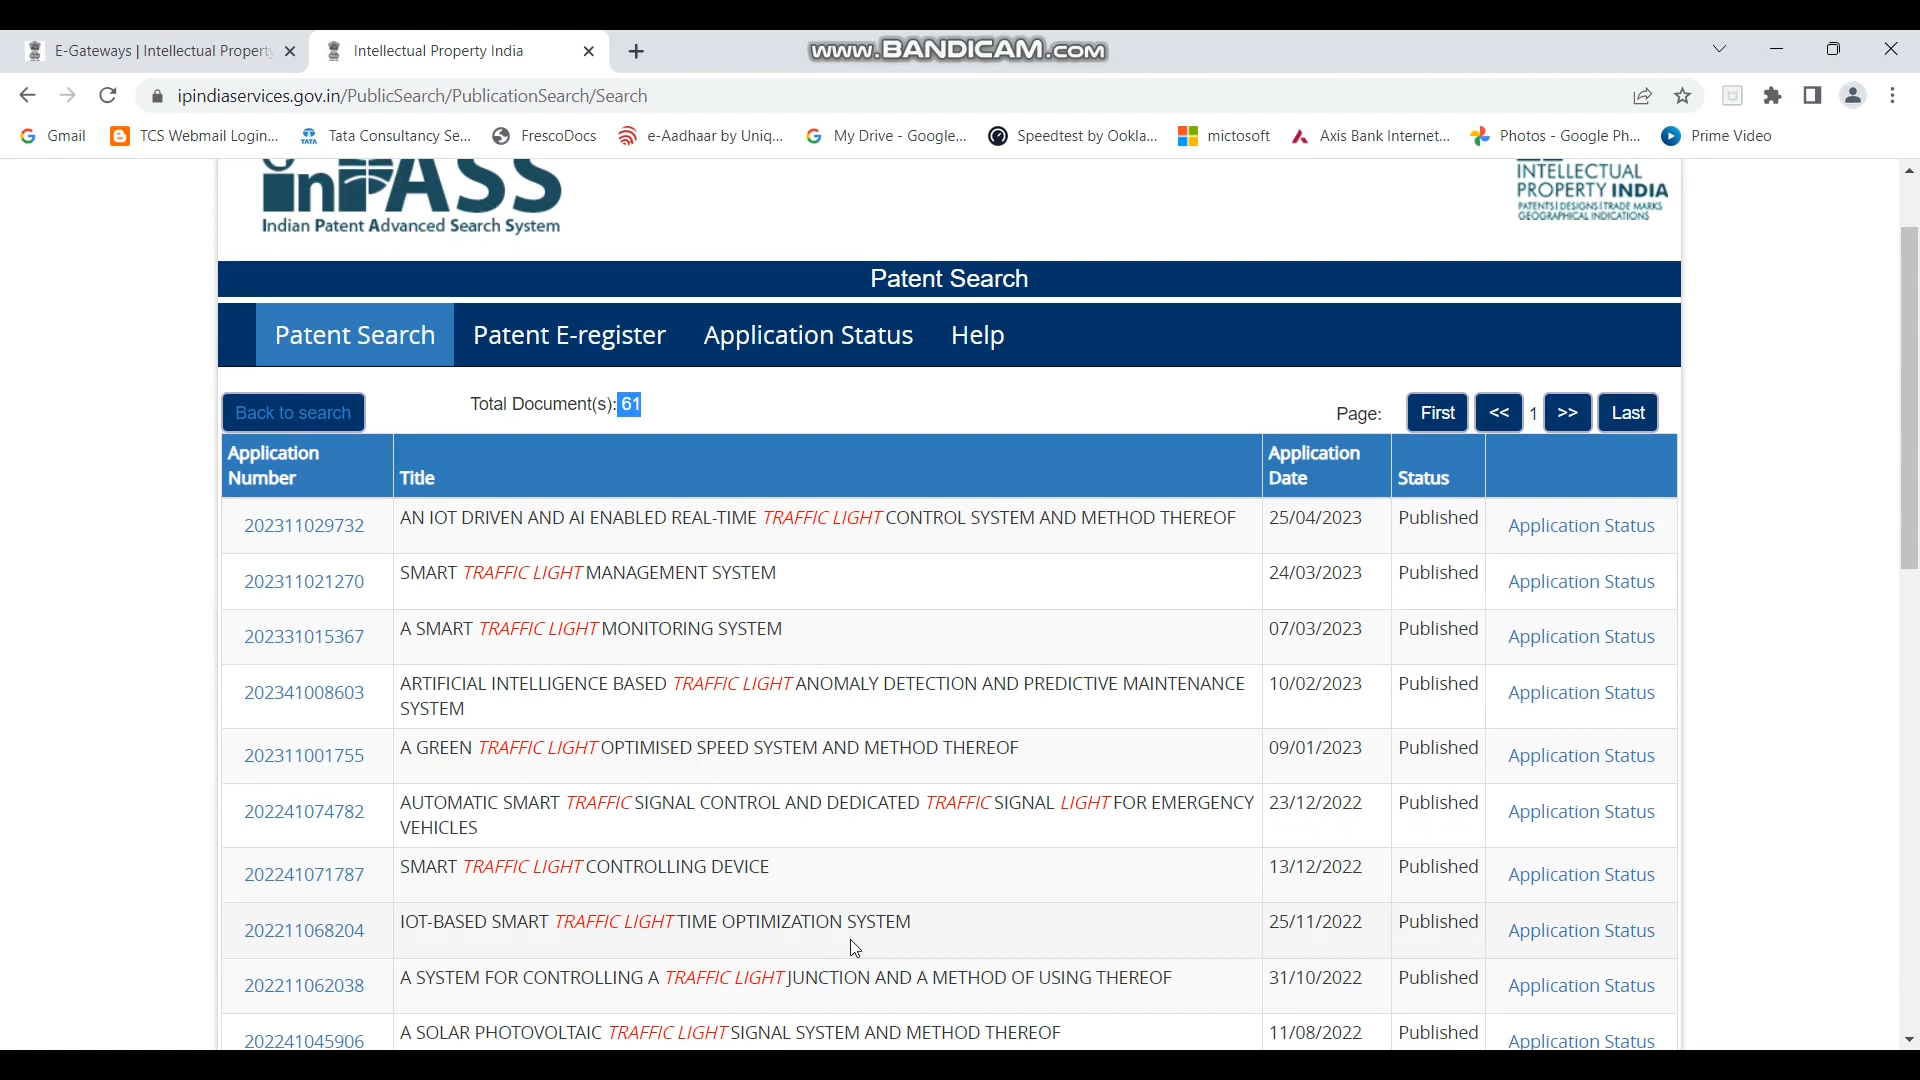 www.BANDICAM.com
E-Gateways | Intellectual Property
Intellectual Property India
ipindiaservices.gov.in/PublicSearch/PublicationSearch/Search
Gmail
TCS Webmail Login...
Tata Consultancy Se...
FrescoDocs
e-Aadhaar by Uniq...
My Drive - Google...
Speedtest by Ookla...
mictosoft
Axis Bank Internet...
Photos - Google Ph...
Prime Video
inPASS
Indian Patent Advanced Search System
INTELLECTUAL
PROPERTY INDIA
PATENTS | DESIGNS | TRADE MARKS
GEOGRAPHICAL INDICATIONS
Patent Search
Patent Search Patent E-register Application Status Help
Back to search
Total Document(s): 61
Page: First << 1 >> Last
Application Number
Title
Application Date
Status
202311029732 AN IOT DRIVEN AND AI ENABLED REAL-TIME TRAFFIC LIGHT CONTROL SYSTEM AND METHOD THEREOF 25/04/2023 Published Application Status
202311021270 SMART TRAFFIC LIGHT MANAGEMENT SYSTEM 24/03/2023 Published Application Status
202331015367 A SMART TRAFFIC LIGHT MONITORING SYSTEM 07/03/2023 Published Application Status
202341008603 ARTIFICIAL INTELLIGENCE BASED TRAFFIC LIGHT ANOMALY DETECTION AND PREDICTIVE MAINTENANCE 10/02/2023 Published Application Status
SYSTEM
202311001755 A GREEN TRAFFIC LIGHT OPTIMISED SPEED SYSTEM AND METHOD THEREOF 09/01/2023 Published Application Status
202241074782 AUTOMATIC SMART TRAFFIC SIGNAL CONTROL AND DEDICATED TRAFFIC SIGNAL LIGHT FOR EMERGENCY 23/12/2022 Published Application Status
VEHICLES
202241071787 SMART TRAFFIC LIGHT CONTROLLING DEVICE 13/12/2022 Published Application Status
202211068204 IOT-BASED SMART TRAFFIC LIGHT TIME OPTIMIZATION SYSTEM 25/11/2022 Published Application Status
202211062038 A SYSTEM FOR CONTROLLING A TRAFFIC LIGHT JUNCTION AND A METHOD OF USING THEREOF 31/10/2022 Published Application Status
202241045906 A SOLAR PHOTOVOLTAIC TRAFFIC LIGHT SIGNAL SYSTEM AND METHOD THEREOF 11/08/2022 Published Application Status